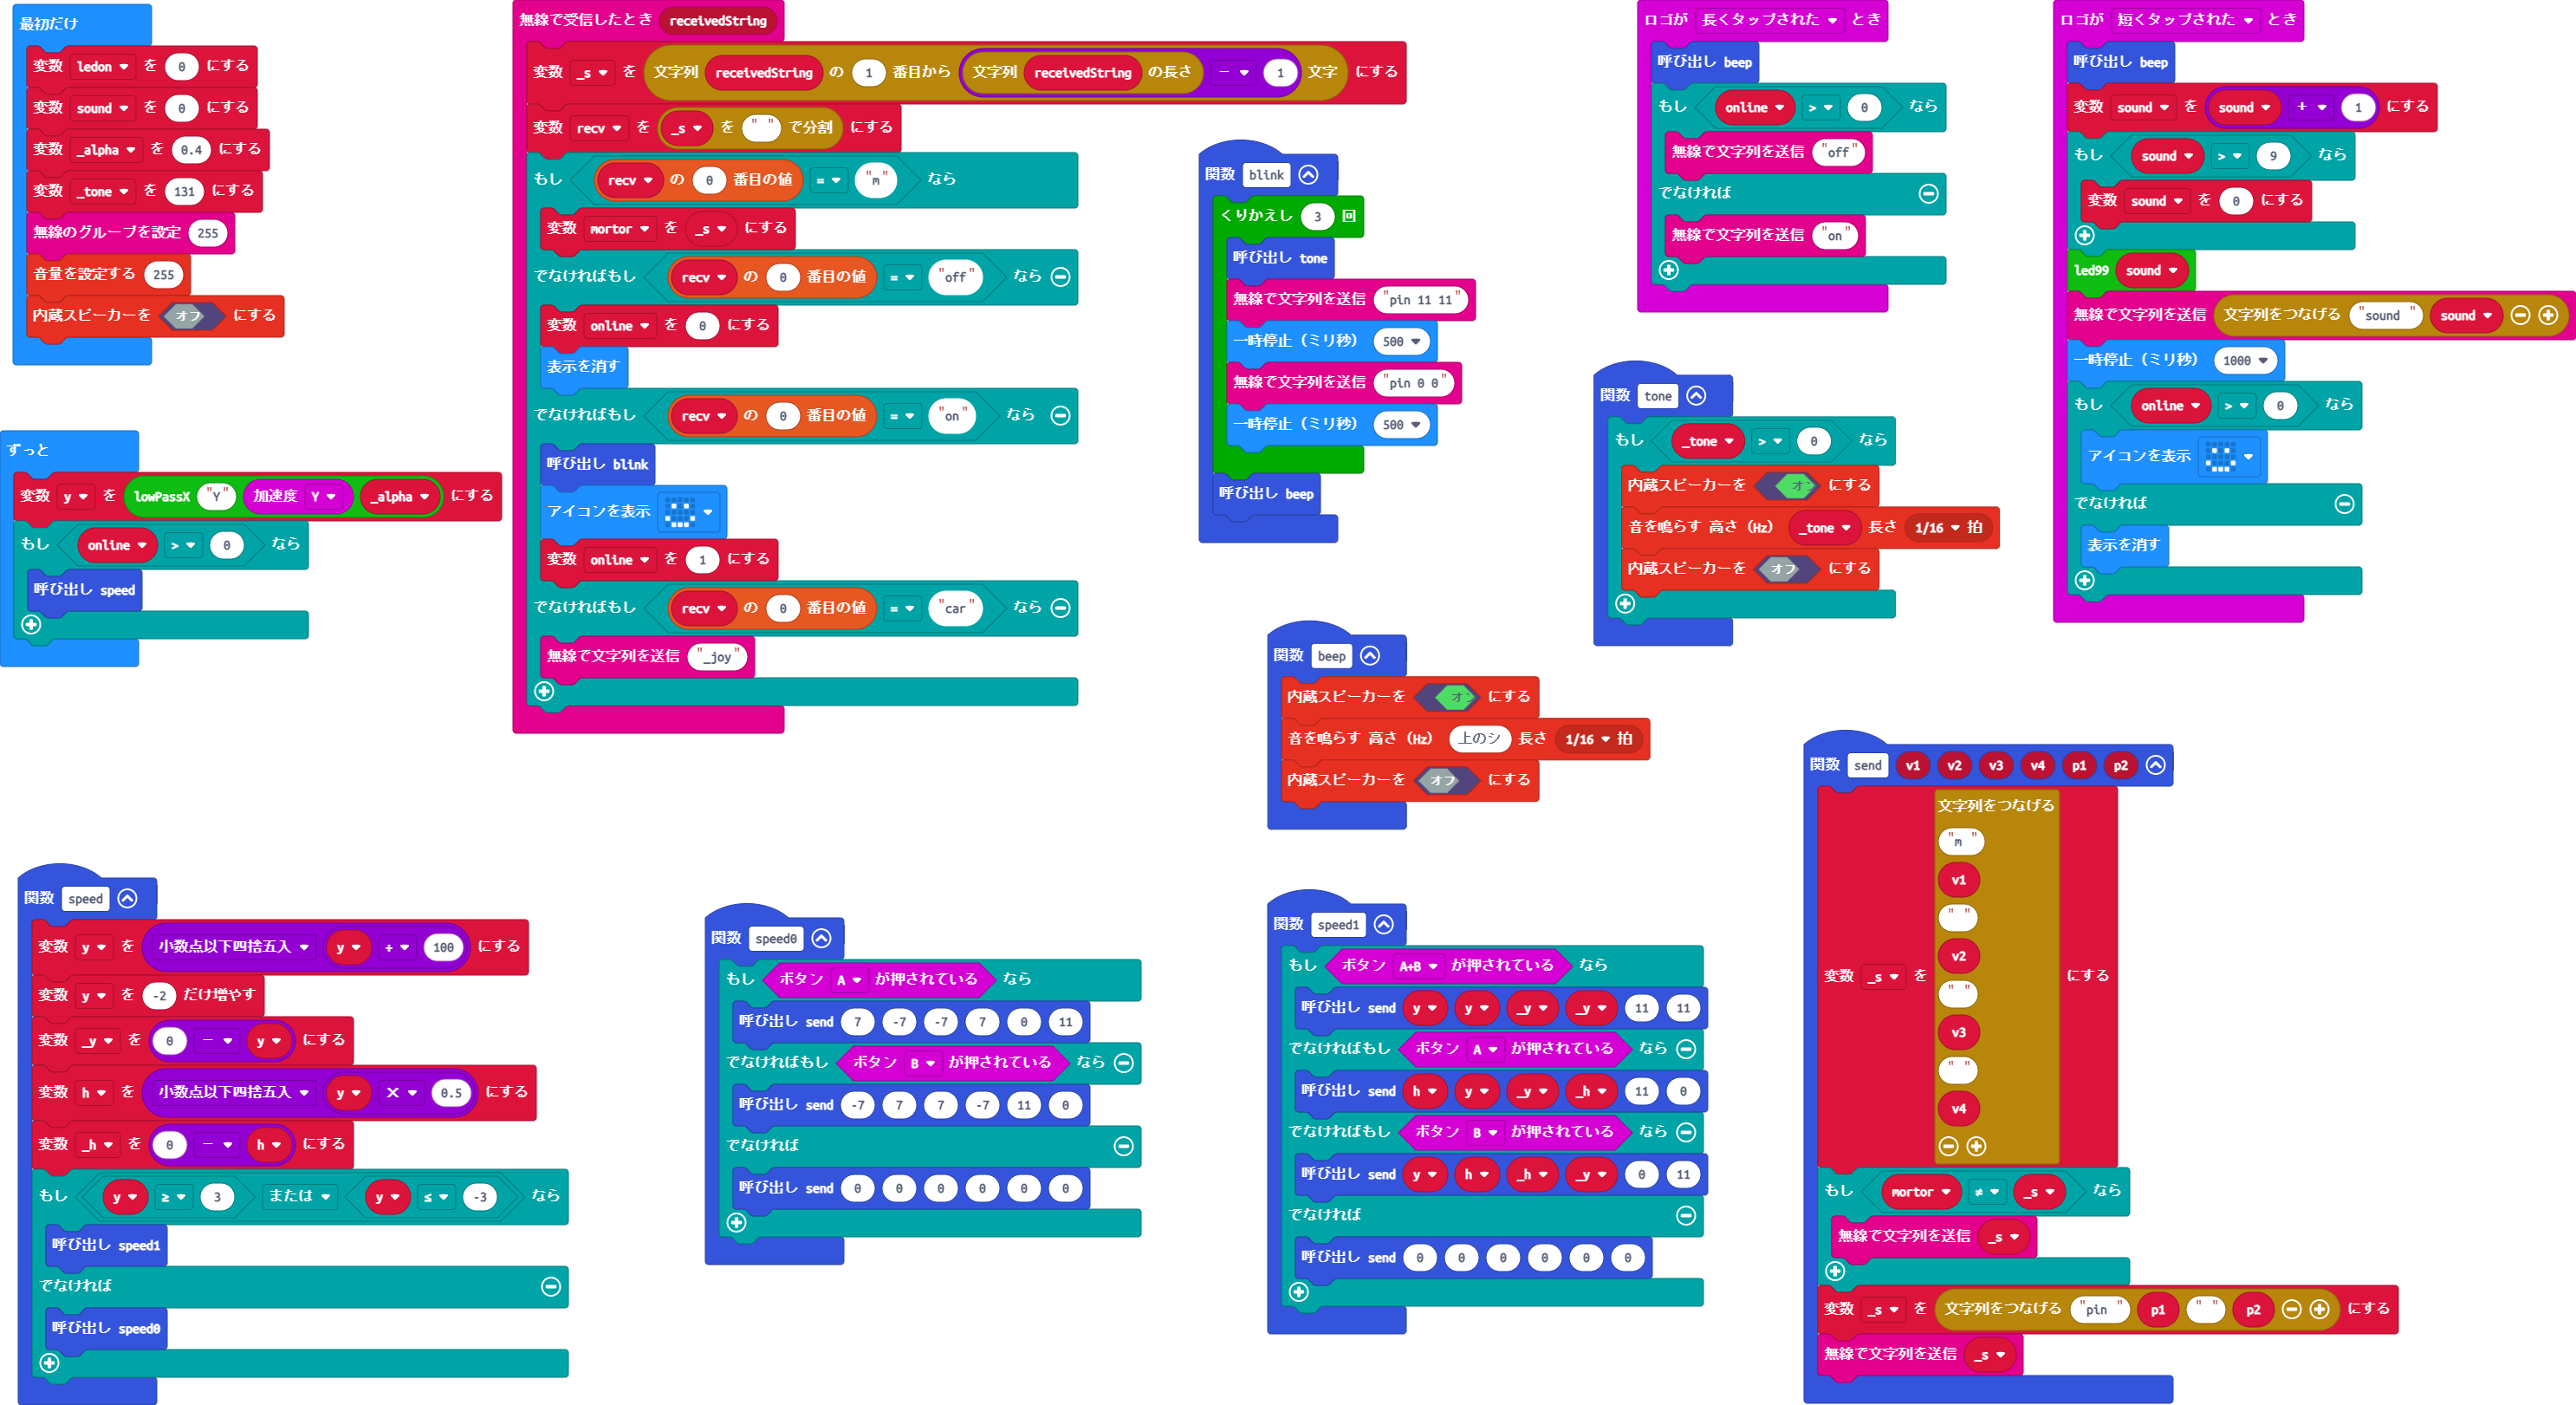 最初だけ
変数 ledon を 0 にする
変数 sound を 0 にする
変数 _alpha を 0.4 にする
変数 _tone を 131 にする
無線のグループを設定 255
音量を設定する 255
内蔵スピーカーを オフ にする
ずっと
変数 y を lowPassX "Y" 加速度 Y _alpha にする
もし online > 0 なら
呼び出し speed
無線で受信したとき receivedString
変数 _s を 文字列 receivedString の 1 番目から 文字列 receivedString の長さ - 1 文字 にする
変数 recv を _s を " " で分割 にする
もし recv の 0 番目の値 = "m" なら
変数 mortor を _s にする
でなければもし recv の 0 番目の値 = "off" なら
変数 online を 0 にする
表示を消す
でなければもし recv の 0 番目の値 = "on" なら
呼び出し blink
アイコンを表示
変数 online を 1 にする
でなければもし recv の 0 番目の値 = "car" なら
無線で文字列を送信 "_joy"
関数 blink
くりかえし 3 回
呼び出し tone
無線で文字列を送信 "pin 11 11"
一時停止（ミリ秒） 500
無線で文字列を送信 "pin 0 0"
一時停止（ミリ秒） 500
呼び出し beep
ロゴが 長くタップされた とき
呼び出し beep
もし online > 0 なら
無線で文字列を送信 "off"
でなければ
無線で文字列を送信 "on"
ロゴが 短くタップされた とき
呼び出し beep
変数 sound を sound + 1 にする
もし sound > 9 なら
変数 sound を 0 にする
led99 sound
無線で文字列を送信 文字列をつなげる "sound " sound
一時停止（ミリ秒） 1000
もし online > 0 なら
アイコンを表示
でなければ
表示を消す
関数 tone
もし _tone > 0 なら
内蔵スピーカーを オン にする
音を鳴らす 高さ（Hz） _tone 長さ 1/16 拍
内蔵スピーカーを オフ にする
関数 beep
内蔵スピーカーを オン にする
音を鳴らす 高さ（Hz） 上のシ 長さ 1/16 拍
内蔵スピーカーを オフ にする
関数 speed
変数 y を 小数点以下四捨五入 y ÷ 100 にする
変数 y を -2 だけ増やす
変数 _y を 0 - y にする
変数 h を 小数点以下四捨五入 y × 0.5 にする
変数 _h を 0 - h にする
もし y ≥ 3 または y ≤ -3 なら
呼び出し speed1
でなければ
呼び出し speed0
関数 speed0
もし ボタン A が押されている なら
呼び出し send 7 -7 -7 7 0 11
でなければもし ボタン B が押されている なら
呼び出し send -7 7 7 -7 11 0
でなければ
呼び出し send 0 0 0 0 0 0
関数 speed1
もし ボタン A+B が押されている なら
呼び出し send y y _y _y 11 11
でなければもし ボタン A が押されている なら
呼び出し send h y _y _h 11 0
でなければもし ボタン B が押されている なら
呼び出し send y h _h _y 0 11
でなければ
呼び出し send 0 0 0 0 0 0
関数 send v1 v2 v3 v4 p1 p2
変数 _s を 文字列をつなげる "m " v1 " " v2 " " v3 " " v4 にする
もし mortor ≠ _s なら
無線で文字列を送信 _s
変数 _s を 文字列をつなげる "pin " p1 " " p2 にする
無線で文字列を送信 _s